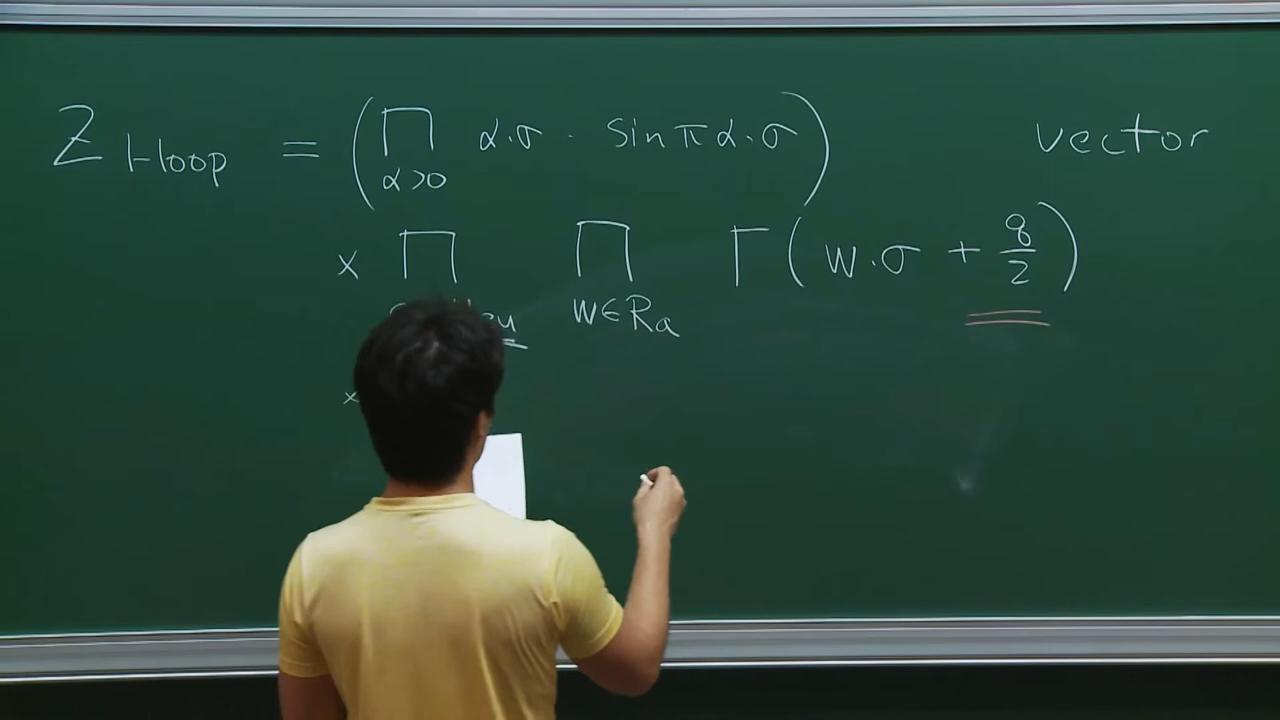 Z 1-loop = ( ∏ α>0 α·σ · sin π α·σ ) vector
× ∏ ∏ w∈Ra Γ ( w·σ + q/2 )
×